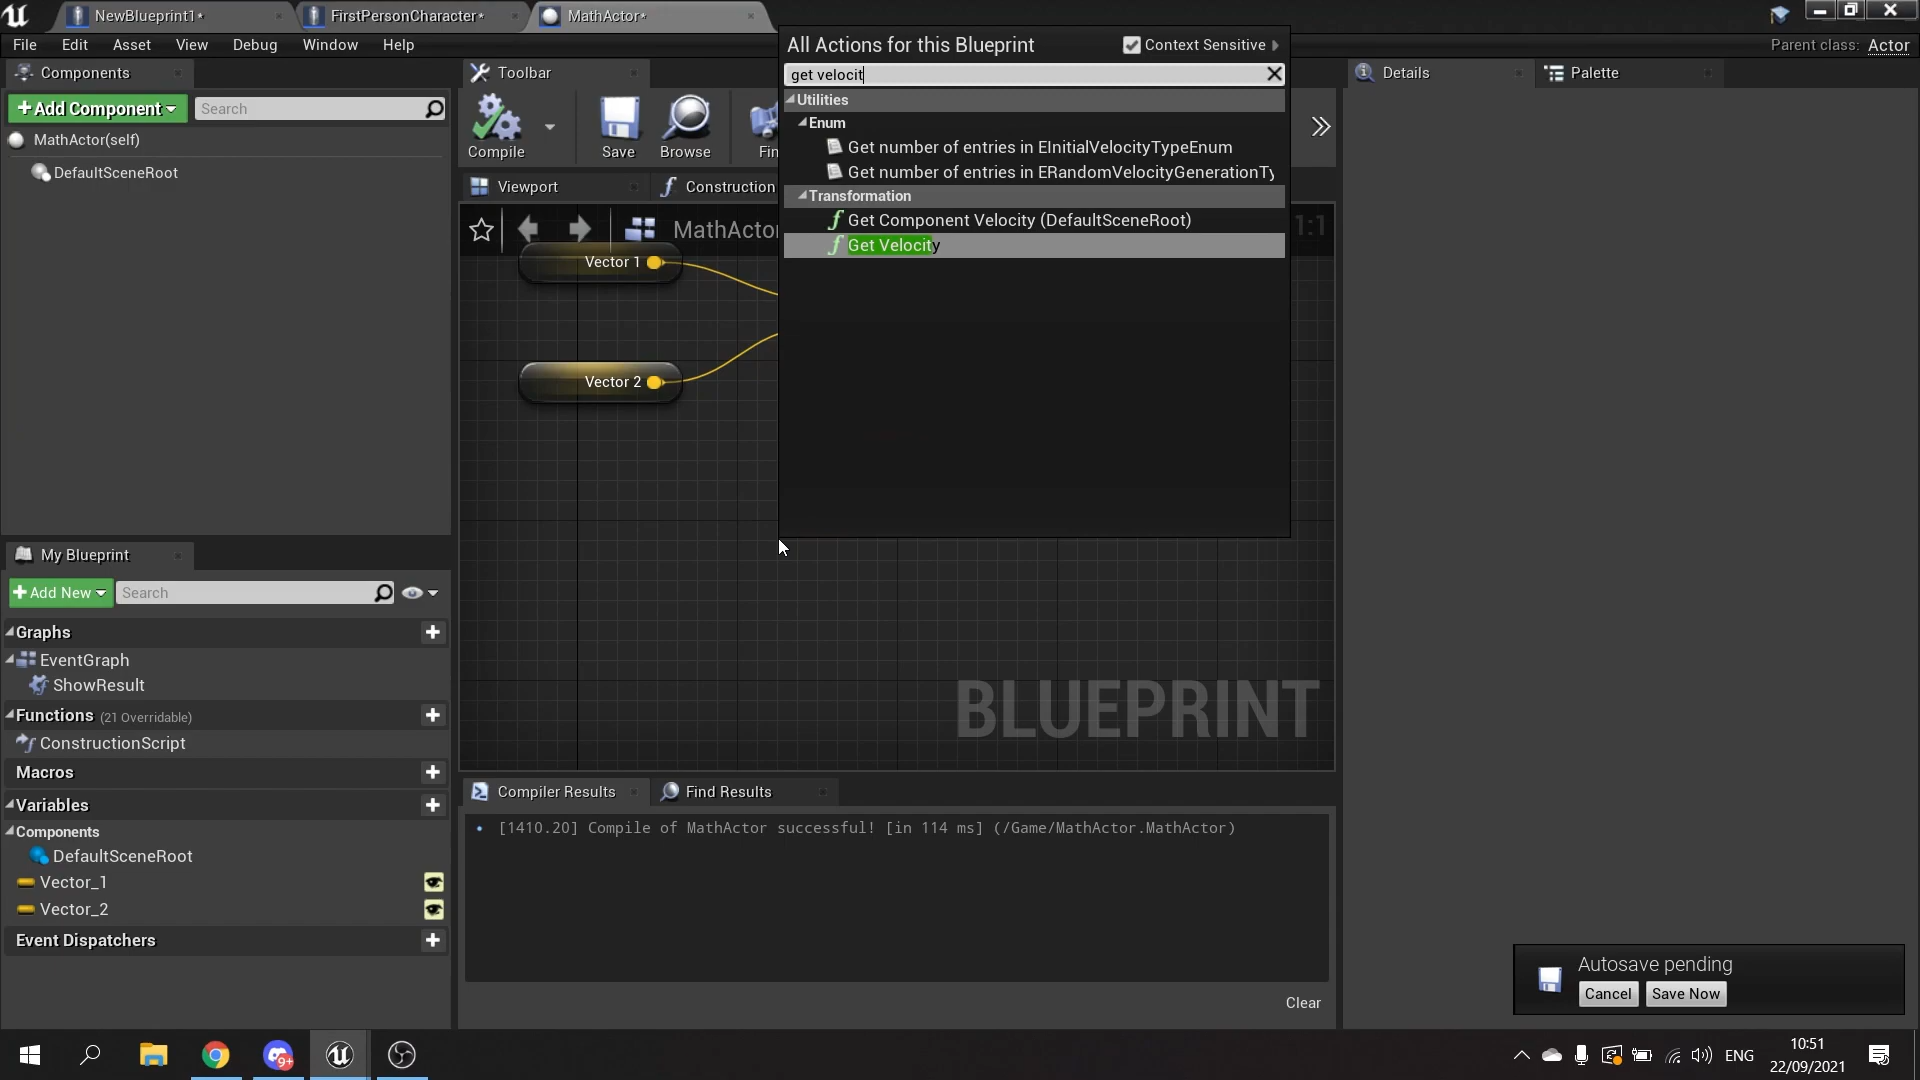 NewBlueprint1*
FirstPersonCharacter*
MathActor*
File Edit Asset View Debug Window Help
Parent class: Actor
Components
+Add Component
Search
MathActor(self)
DefaultSceneRoot
Toolbar
Compile
Save
Browse
Fin
Viewport
Construction
MathActo
1:1
Vector 1
Vector 2
BLUEPRINT
All Actions for this Blueprint
Context Sensitive
get velocit
Utilities
Enum
Get number of entries in EInitialVelocityTypeEnum
Get number of entries in ERandomVelocityGenerationTy
Transformation
Get Component Velocity (DefaultSceneRoot)
Get Velocity
Details
Palette
My Blueprint
+Add New
Search
Graphs
EventGraph
ShowResult
Functions (21 Overridable)
ConstructionScript
Macros
Variables
Components
DefaultSceneRoot
Vector_1
Vector_2
Event Dispatchers
Compiler Results
Find Results
[1410.20] Compile of MathActor successful! [in 114 ms] (/Game/MathActor.MathActor)
Clear
Autosave pending
Cancel
Save Now
9+
ENG
10:51
22/09/2021